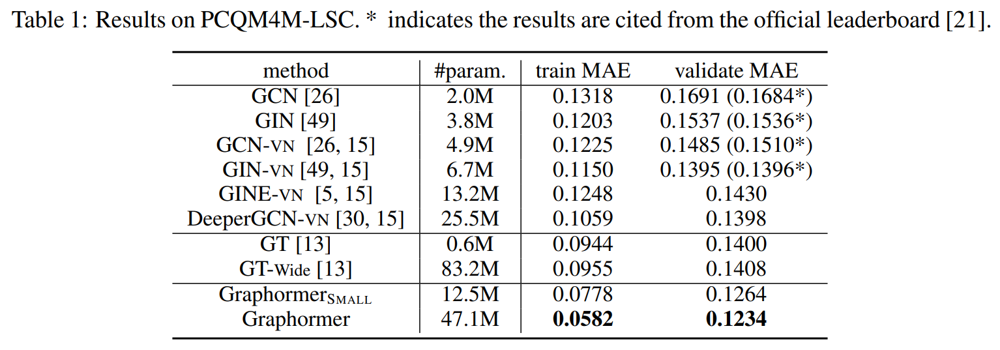 Table 1: Results on PCQM4M-LSC. * indicates the results are cited from the official leaderboard [21].
method #param. train MAE validate MAE
GCN [26] 2.0M 0.1318 0.1691 (0.1684*)
GIN [49] 3.8M 0.1203 0.1537 (0.1536*)
GCN-VN [26, 15] 4.9M 0.1225 0.1485 (0.1510*)
GIN-VN [49, 15] 6.7M 0.1150 0.1395 (0.1396*)
GINE-VN [5, 15] 13.2M 0.1248 0.1430
DeeperGCN-VN [30, 15] 25.5M 0.1059 0.1398
GT [13] 0.6M 0.0944 0.1400
GT-Wide [13] 83.2M 0.0955 0.1408
GraphormerSMALL 12.5M 0.0778 0.1264
Graphormer 47.1M 0.0582 0.1234